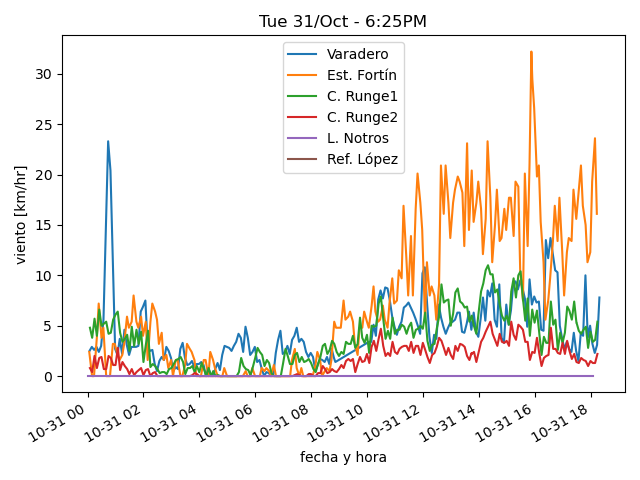 Tue 31/Oct - 6:25PM
Varadero
Est. Fortín
C. Runge1
C. Runge2
L. Notros
Ref. López
viento [km/hr]
30
25
20
15
10
5
0
10-31 00
10-31 02
10-31 04
10-31 06
10-31 08
10-31 10
10-31 12
10-31 14
10-31 16
10-31 18
fecha y hora